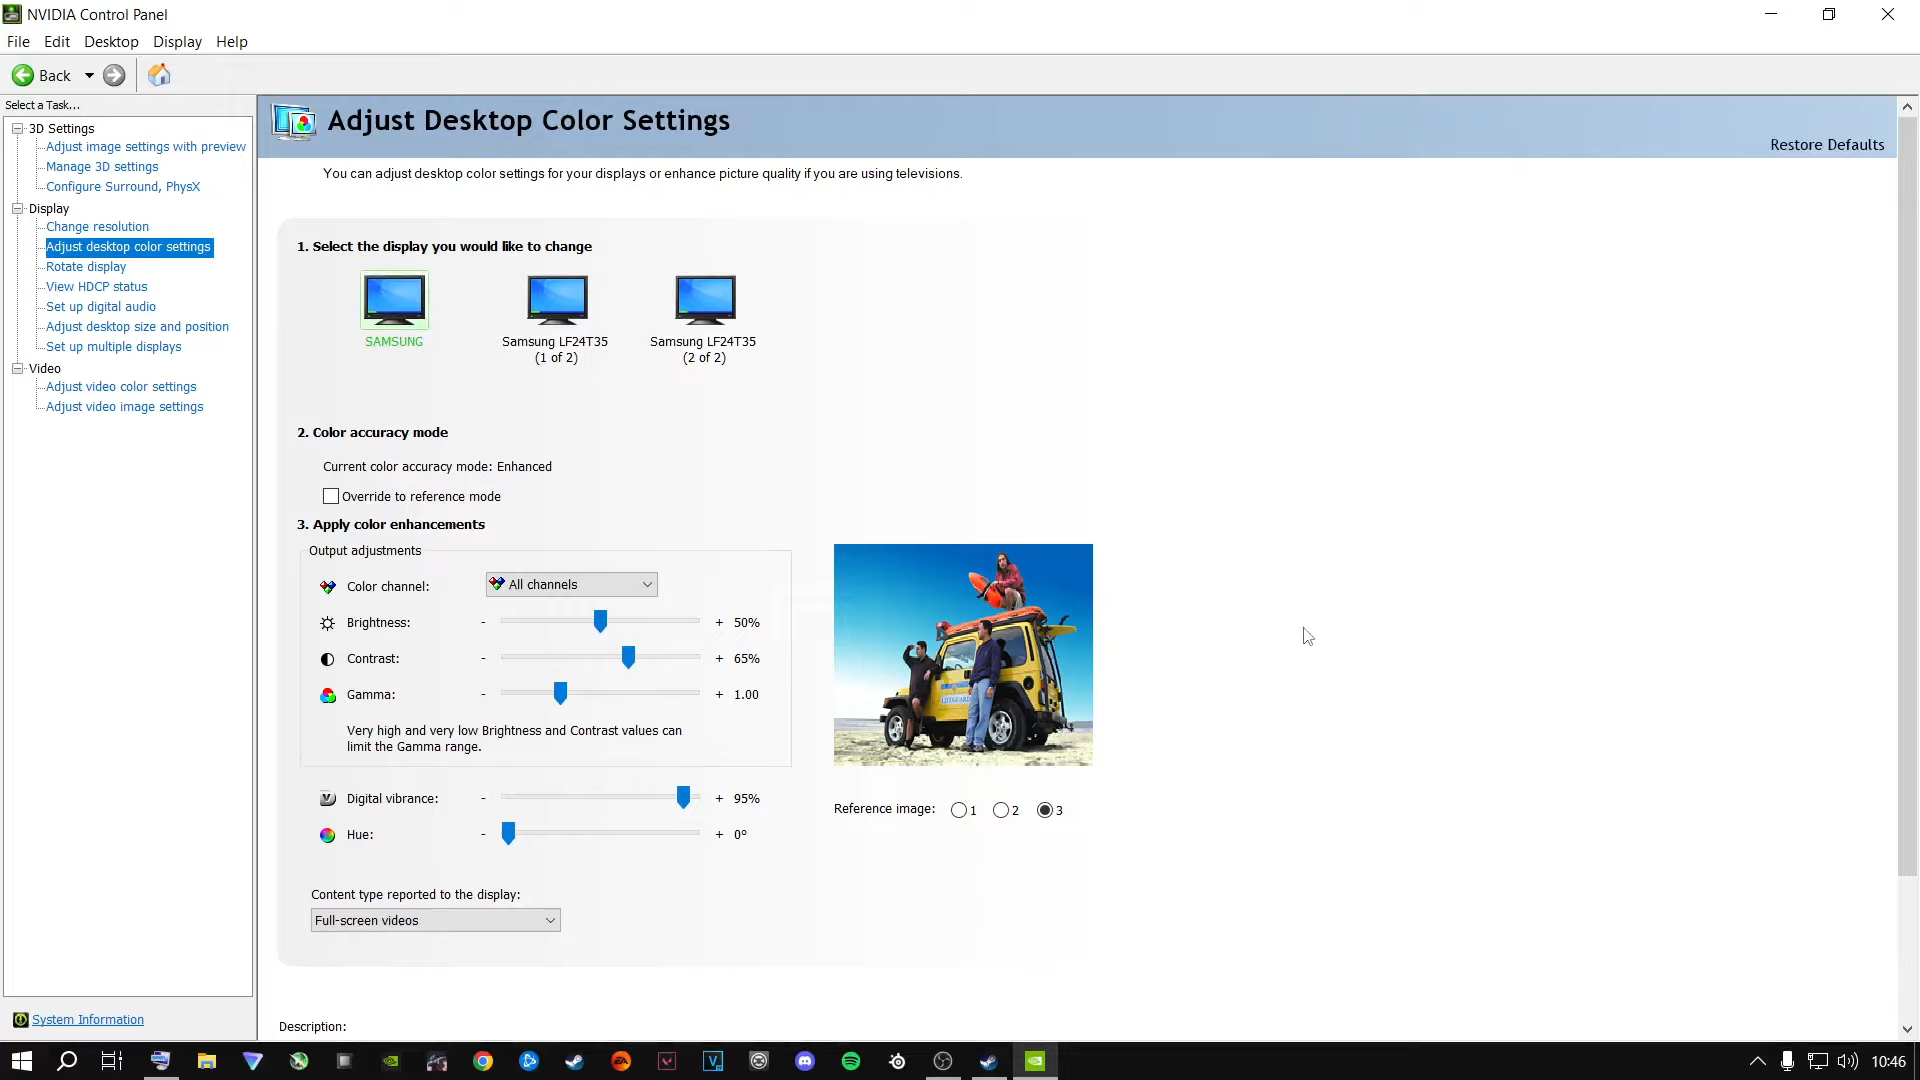 NVIDIA Control Panel
File Edit Desktop Display Help
Back
Select a Task...
3D Settings
Adjust image settings with preview
Manage 3D settings
Configure Surround, PhysX
Display
Change resolution
Adjust desktop color settings
Rotate display
View HDCP status
Set up digital audio
Adjust desktop size and position
Set up multiple displays
Video
Adjust video color settings
Adjust video image settings
System Information
Adjust Desktop Color Settings
Restore Defaults
You can adjust desktop color settings for your displays or enhance picture quality if you are using televisions.
1. Select the display you would like to change
SAMSUNG
Samsung LF24T35
(1 of 2)
Samsung LF24T35
(2 of 2)
2. Color accuracy mode
Current color accuracy mode: Enhanced
Override to reference mode
3. Apply color enhancements
Output adjustments
Color channel: All channels
Brightness: - + 50%
Contrast: - + 65%
Gamma: - + 1.00
Very high and very low Brightness and Contrast values can
limit the Gamma range.
Digital vibrance: - + 95%
Hue: - + 0°
LIFEGUARD
Reference image: 1 2 3
Content type reported to the display:
Full-screen videos
Description:
10:46